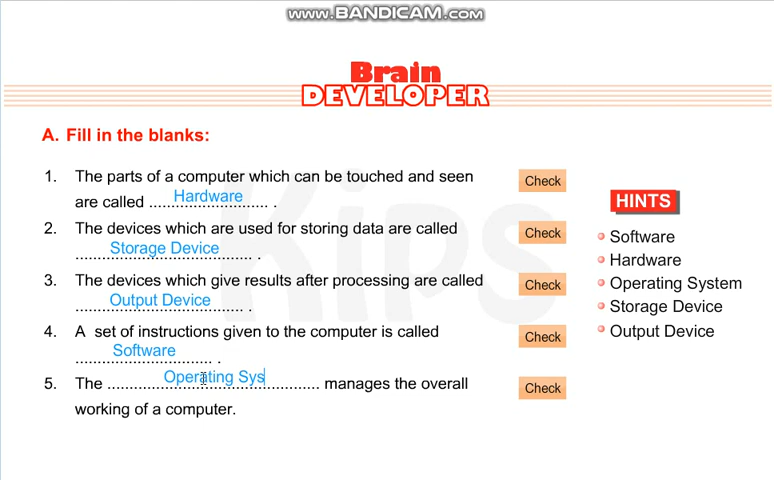 www.BANDICAM.com
Brain
DEVELOPER
A. Fill in the blanks:
1. The parts of a computer which can be touched and seen
are called ...Hardware... .
Check
2. The devices which are used for storing data are called
Storage Device .
Check
3. The devices which give results after processing are called
Output Device .
Check
4. A set of instructions given to the computer is called
Software .
Check
5. The ...Operating Sys... manages the overall
working of a computer.
Check
HINTS
Software
Hardware
Operating System
Storage Device
Output Device
KIPS